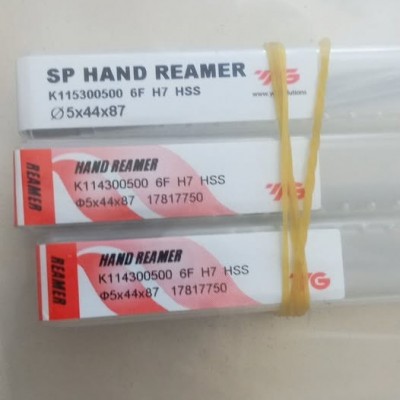 SP HAND REAMER
K115300500 6F H7 HSS
Ø5x44x87
YG
REAMER
HAND REAMER
K114300500 6F H7 HSS
Φ5x44x87 17817750
YG
REAMER
HAND REAMER
K114300500 6F H7 HSS
Φ5x44x87 17817750
YG